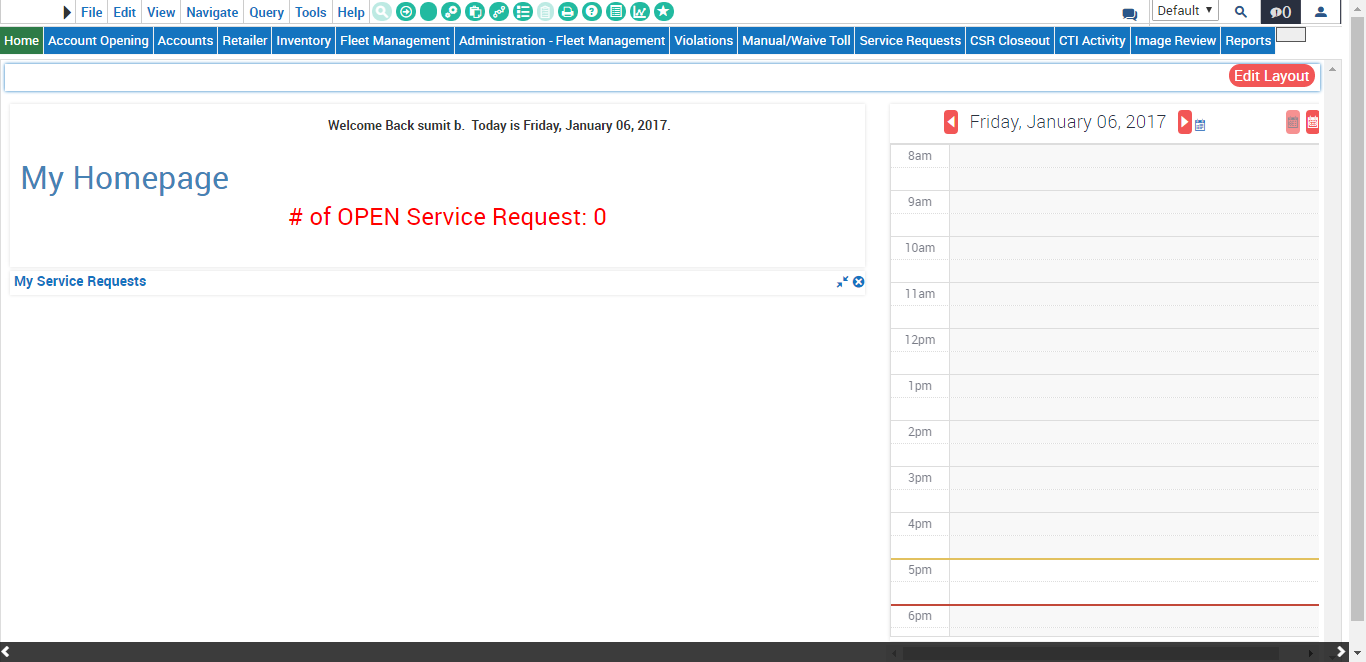 File Edit View Navigate Query Tools Help Default 0
Home Account Opening Accounts Retailer Inventory Fleet Management Administration - Fleet Management Violations Manual/Waive Toll Service Requests CSR Closeout CTI Activity Image Review Reports
Edit Layout
Welcome Back sumit b. Today is Friday, January 06, 2017.
My Homepage
# of OPEN Service Request: 0
My Service Requests
Friday, January 06, 2017
8am
9am
10am
11am
12pm
1pm
2pm
3pm
4pm
5pm
6pm